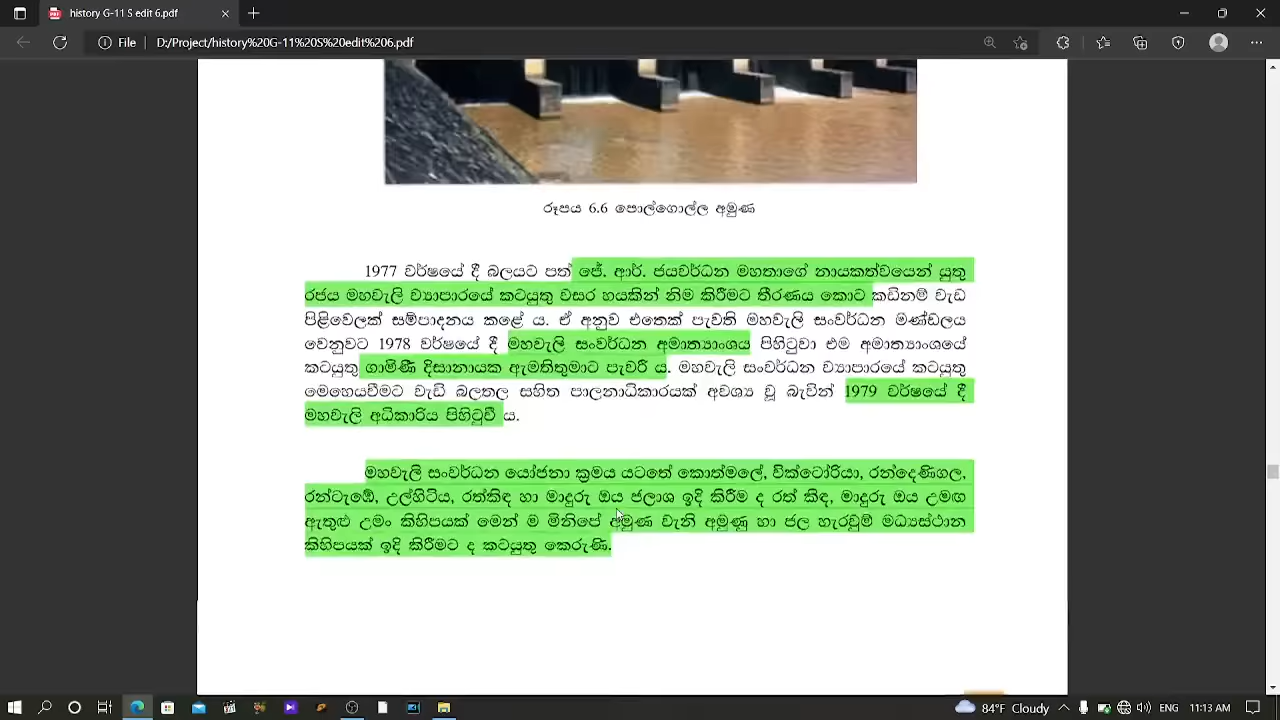 history G-11 S edit 6.pdf
File
D:/Project/history%20G-11%20S%20edit%206.pdf
රූපය 6.6 පොල්ගොල්ල අමුණ
1977 වර්ෂයේ දී බලයට පත් ජේ. ආර්. ජයවර්ධන මහතාගේ නායකත්වයෙන් යුතු
රජය මහවැලි ව්‍යාපාරයේ කටයුතු වසර හයකින් නිම කිරීමට තීරණය කොට කඩිනම් වැඩ
පිළිවෙලක් සම්පාදනය කළේ ය. ඒ අනුව එතෙක් පැවති මහවැලි සංවර්ධන මණ්ඩලය
වෙනුවට 1978 වර්ෂයේ දී මහවැලි සංවර්ධන අමාත්‍යාංශය පිහිටුවා එම අමාත්‍යාංශයේ
කටයුතු ගාමිණී දිසානායක ඇමතිතුමාට පැවරී ය. මහවැලි සංවර්ධන ව්‍යාපාරයේ කටයුතු
මෙහෙයවීමට වැඩි බලතල සහිත පාලනාධිකාරයක් අවශ්‍ය වූ බැවින් 1979 වර්ෂයේ දී
මහවැලි අධිකාරිය පිහිටුවී ය.
මහවැලි සංවර්ධන යෝජනා ක්‍රමය යටතේ කොත්මලේ, වික්ටෝරියා, රන්දෙණිගල,
රන්ටැඹේ, උල්හිටිය, රත්කිඳ හා මාදුරු ඔය ජලාශ ඉදි කිරීම ද රත් කිඳ, මාදුරු ඔය උමඟ
ඇතුළු උමං කිහිපයක් මෙන් ම මිනිපේ අමුණ වැනි අමුණු හා ජල හැරවුම් මධ්‍යස්ථාන
කිහිපයක් ඉදි කිරීමට ද කටයුතු කෙරුණි.
84°F Cloudy
ENG
11:13 AM